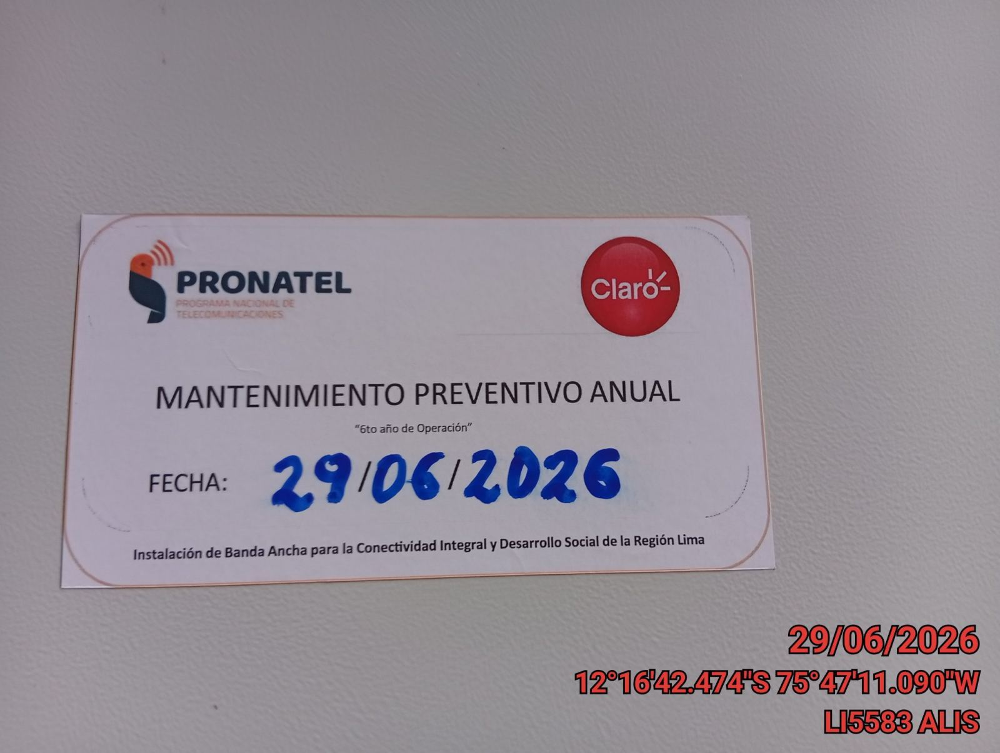 PRONATEL
PROGRAMA NACIONAL DE
TELECOMUNICACIONES
Claro
MANTENIMIENTO PREVENTIVO ANUAL
“6to año de Operación”
FECHA: 29/06/2026
Instalación de Banda Ancha para la Conectividad Integral y Desarrollo Social de la Región Lima
29/06/2026
12°16'42.474"S 75°47'11.090"W
LI5583 ALIS